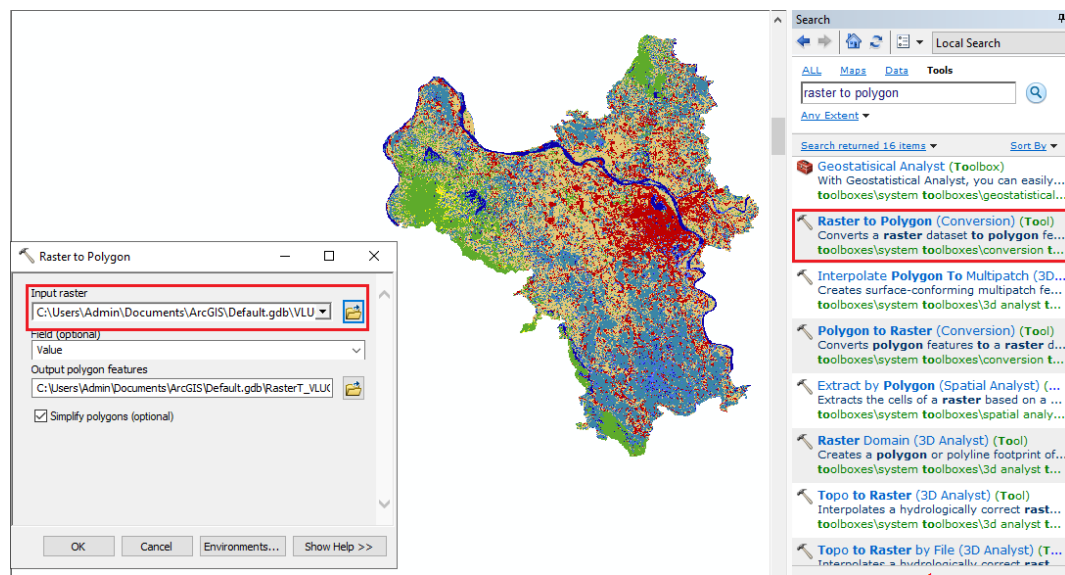 Raster to Polygon
Input raster
C:\Users\Admin\Documents\ArcGIS\Default.gdb\VLU
Field (optional)
Value
Output polygon features
C:\Users\Admin\Documents\ArcGIS\Default.gdb\RasterT_VLUC
Simplify polygons (optional)
OK
Cancel
Environments...
Show Help >>
Search
Local Search
ALL Maps Data Tools
raster to polygon
Any Extent
Search returned 16 items
Sort By
Geostatisical Analyst (Toolbox)
With Geostatistical Analyst, you can easily...
toolboxes\system toolboxes\geostatistical...
Raster to Polygon (Conversion) (Tool)
Converts a raster dataset to polygon fe...
toolboxes\system toolboxes\conversion t...
Interpolate Polygon To Multipatch (3D...
Creates surface-conforming multipatch fe...
toolboxes\system toolboxes\3d analyst t...
Polygon to Raster (Conversion) (Tool)
Converts polygon features to a raster d...
toolboxes\system toolboxes\conversion t...
Extract by Polygon (Spatial Analyst) (...
Extracts the cells of a raster based on a ...
toolboxes\system toolboxes\spatial analy...
Raster Domain (3D Analyst) (Tool)
Creates a polygon or polyline footprint of...
toolboxes\system toolboxes\3d analyst t...
Topo to Raster (3D Analyst) (Tool)
Interpolates a hydrologically correct rast...
toolboxes\system toolboxes\3d analyst t...
Topo to Raster by File (3D Analyst) (T...
Interpolates a hydrologically correct rast...